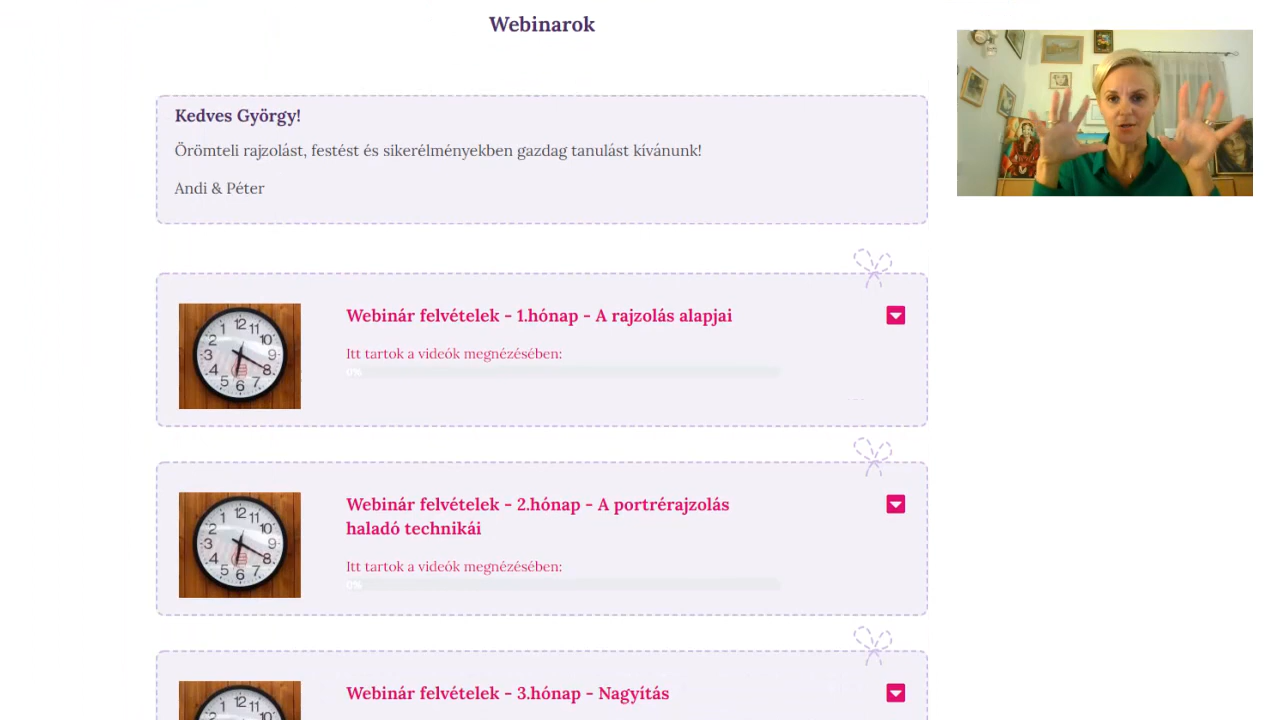 Webinarok
Kedves György!
Örömteli rajzolást, festést és sikerélményekben gazdag tanulást kívánunk!
Andi & Péter
Webinár felvételek - 1.hónap - A rajzolás alapjai
Itt tartok a videók megnézésében:
0%
Webinár felvételek - 2.hónap - A portrérajzolás
haladó technikái
Itt tartok a videók megnézésében:
0%
Webinár felvételek - 3.hónap - Nagyítás